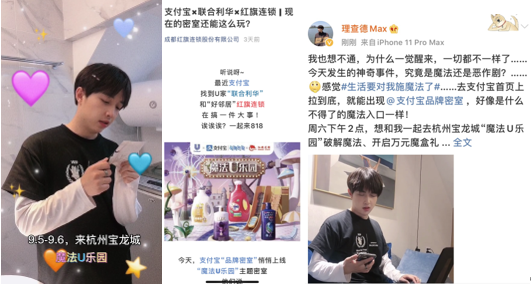 9.5-9.6，来杭州宝龙城
魔法U乐园
支付宝×联合利华×红旗连锁丨现
在的密室还能这么玩？
成都红旗连锁股份有限公司 3天前
听说呀~
最近支付宝
找到U家“联合利华”
和“好邻居”红旗连锁
在搞一件大事！
诶诶诶？一起来818
魔法U乐园
今天，支付宝“品牌密室”悄悄上线
“魔法U乐园”主题密室
理查德Max
刚刚 来自iPhone 11 Pro Max
我也想不通，为什么一觉醒来，一切都不一样了……
今天发生的神奇事件，究竟是魔法还是恶作剧？……
感觉#生活要对我施魔法了#……去支付宝首页上
拉到底，就能出现@支付宝品牌密室，好像是什么
不得了的魔法入口一样！
周六下午2点，想和我一起去杭州宝龙城“魔法U乐
园”破解魔法、开启万元魔盒礼 ... 全文